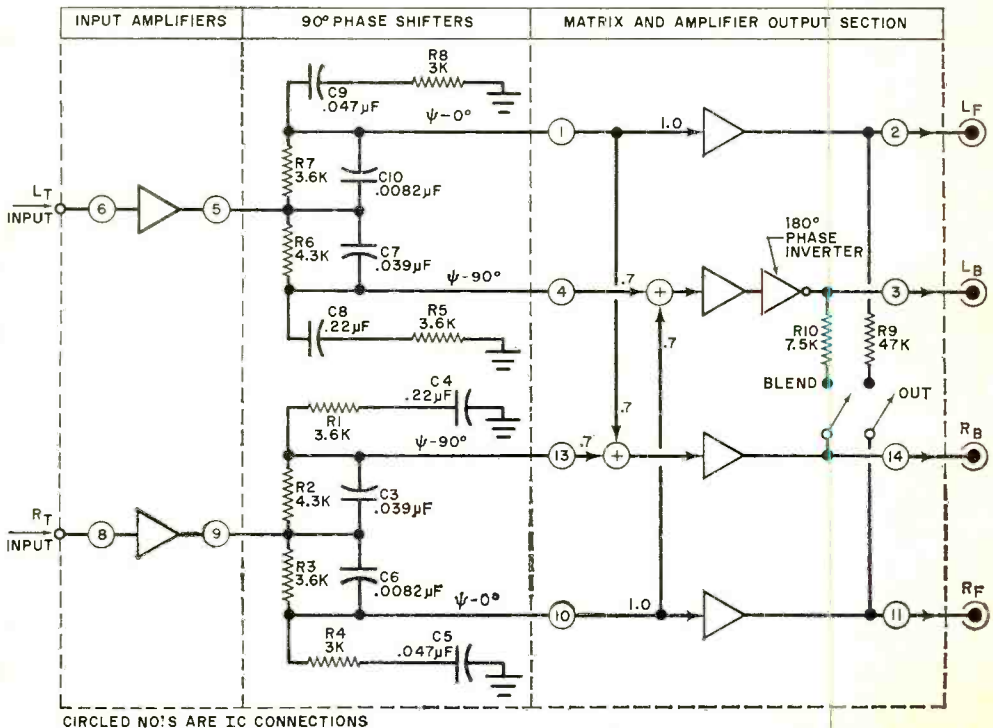 INPUT AMPLIFIERS
90° PHASE SHIFTERS
MATRIX AND AMPLIFIER OUTPUT SECTION
R8
3K
C9
.047µF
ψ-0°
1
1.0
2
LF
R7
3.6K
C10
.0082µF
LT
INPUT
6
5
R6
4.3K
C7
.039µF
180°
PHASE
INVERTER
ψ-90°
4
.7
+
3
LB
C8
.22µF
R5
3.6K
.7
R10
7.5K
R9
47K
BLEND
OUT
C4
.22µF
R1
3.6K
.7
ψ-90°
13
.7
+
14
RB
R2
4.3K
C3
.039µF
RT
INPUT
8
9
R3
3.6K
C6
.0082µF
ψ-0°
10
1.0
11
RF
R4
3K
C5
.047µF
CIRCLED NO'S ARE IC CONNECTIONS